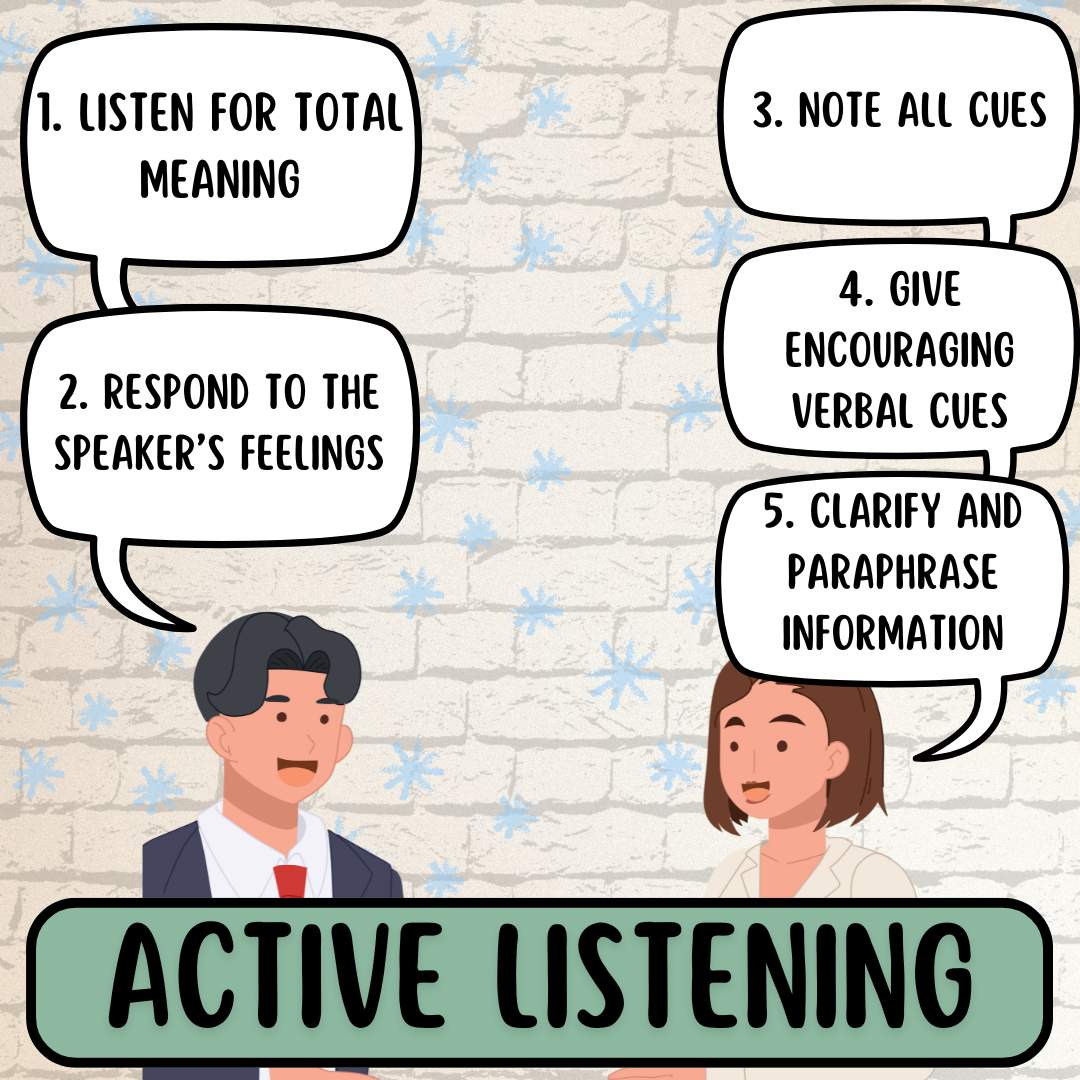 1. LISTEN FOR TOTAL
MEANING
2. RESPOND TO THE
SPEAKER'S FEELINGS
3. NOTE ALL CUES
4. GIVE
ENCOURAGING
VERBAL CUES
5. CLARIFY AND
PARAPHRASE
INFORMATION
ACTIVE LISTENING